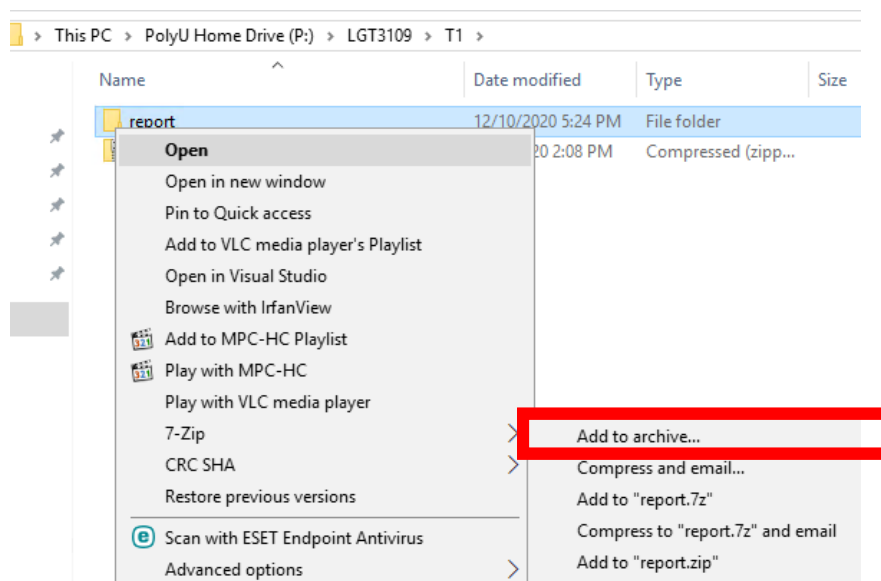 This PC > PolyU Home Drive (P:) > LGT3109 > T1 >
Name Date modified Type Size
report 12/10/2020 5:24 PM File folder
20 2:08 PM Compressed (zipp...
Open
Open in new window
Pin to Quick access
Add to VLC media player's Playlist
Open in Visual Studio
Browse with IrfanView
Add to MPC-HC Playlist
Play with MPC-HC
Play with VLC media player
7-Zip
CRC SHA
Restore previous versions
Scan with ESET Endpoint Antivirus
Advanced options
Add to archive...
Compress and email...
Add to "report.7z"
Compress to "report.7z" and email
Add to "report.zip"